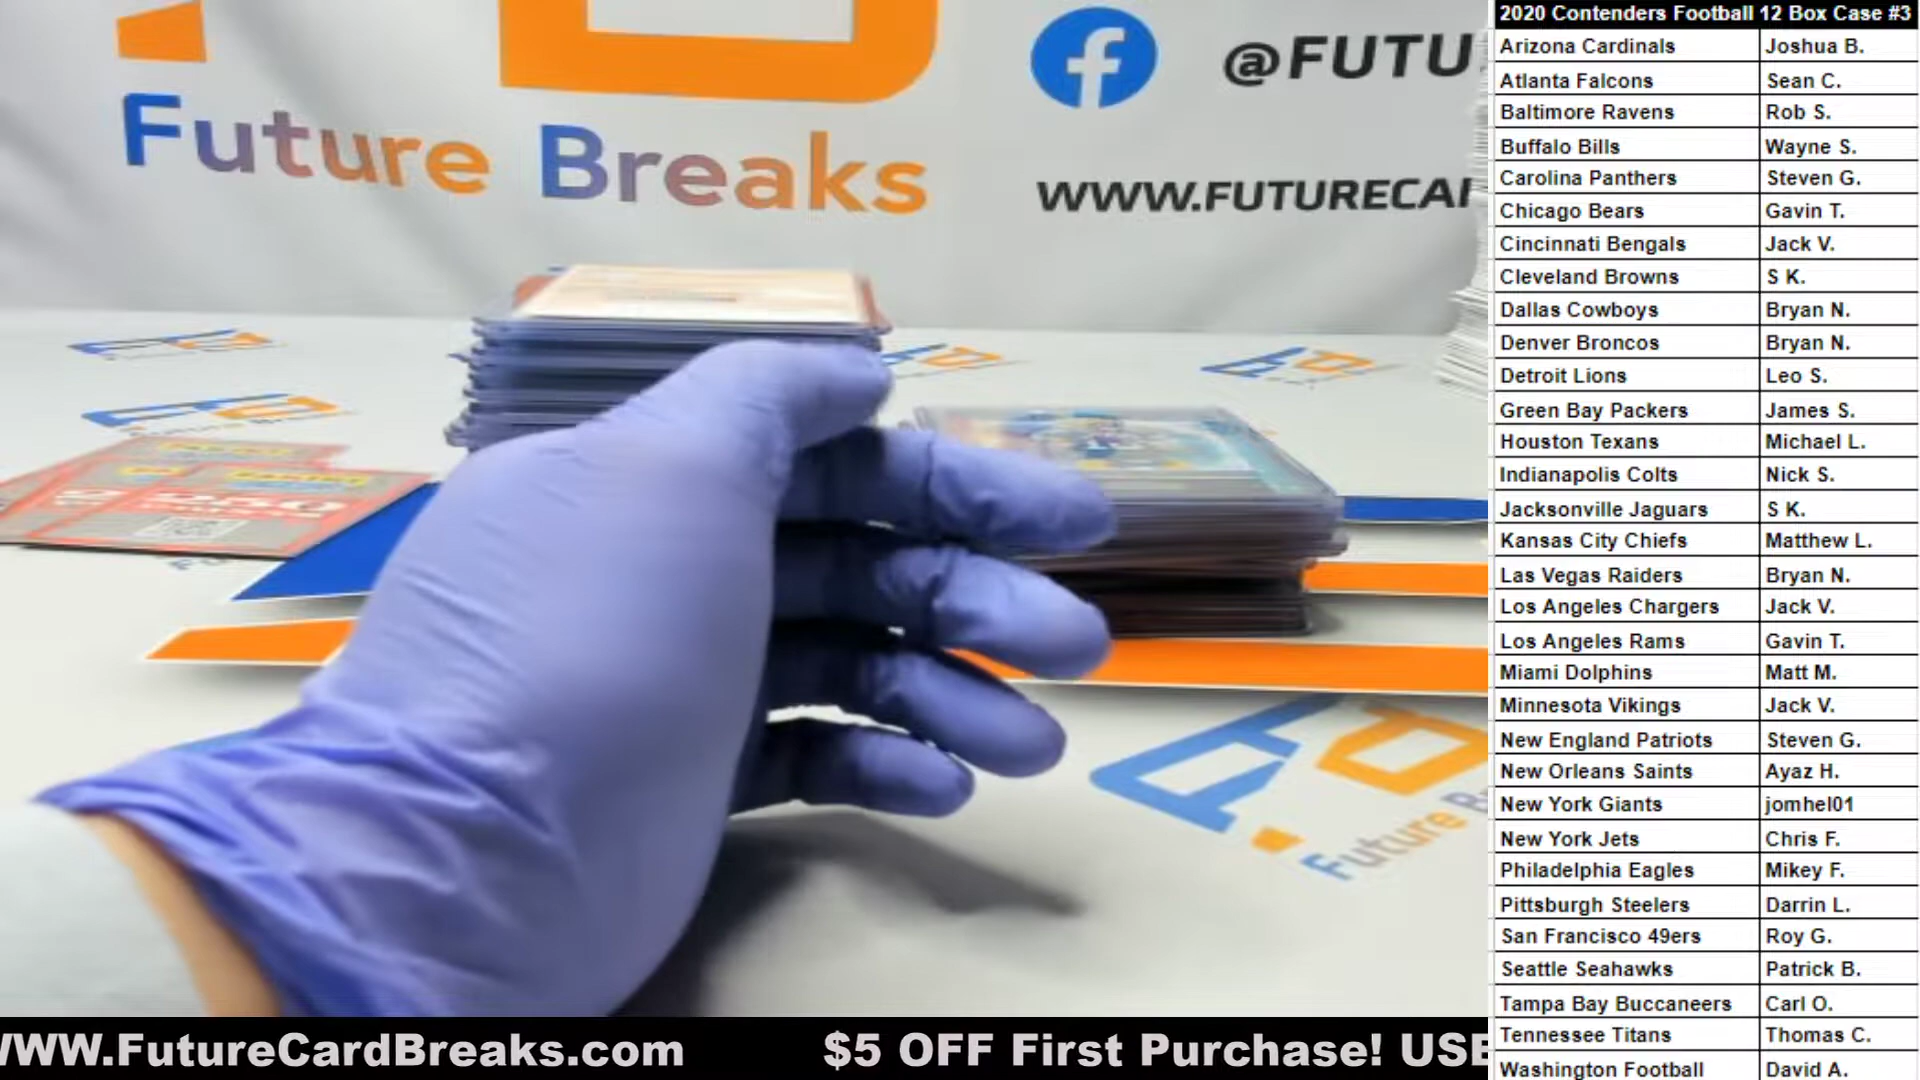 Future Breaks
@FUTU
WWW.FUTURECA
Future B
WWW.FutureCardBreaks.com $5 OFF First Purchase! USE
2020 Contenders Football 12 Box Case #3
Arizona Cardinals Joshua B.
Atlanta Falcons Sean C.
Baltimore Ravens Rob S.
Buffalo Bills Wayne S.
Carolina Panthers Steven G.
Chicago Bears Gavin T.
Cincinnati Bengals Jack V.
Cleveland Browns S K.
Dallas Cowboys Bryan N.
Denver Broncos Bryan N.
Detroit Lions Leo S.
Green Bay Packers James S.
Houston Texans Michael L.
Indianapolis Colts Nick S.
Jacksonville Jaguars S K.
Kansas City Chiefs Matthew L.
Las Vegas Raiders Bryan N.
Los Angeles Chargers Jack V.
Los Angeles Rams Gavin T.
Miami Dolphins Matt M.
Minnesota Vikings Jack V.
New England Patriots Steven G.
New Orleans Saints Ayaz H.
New York Giants jomhel01
New York Jets Chris F.
Philadelphia Eagles Mikey F.
Pittsburgh Steelers Darrin L.
San Francisco 49ers Roy G.
Seattle Seahawks Patrick B.
Tampa Bay Buccaneers Carl O.
Tennessee Titans Thomas C.
Washington Football David A.